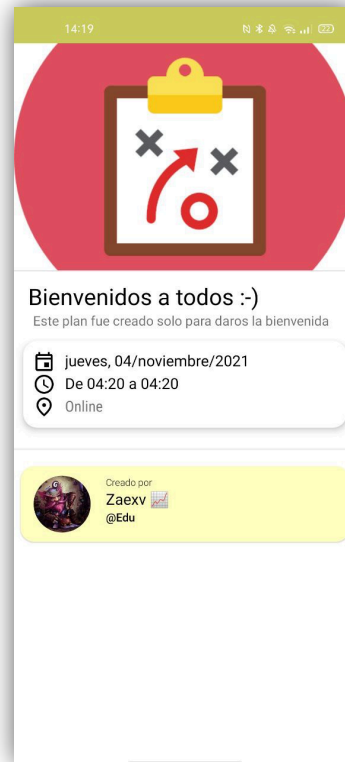 14:19
22
Bienvenidos a todos :-)
Este plan fue creado solo para daros la bienvenida
jueves, 04/noviembre/2021
De 04:20 a 04:20
Online
Creado por
Zaexv 📈
@Edu